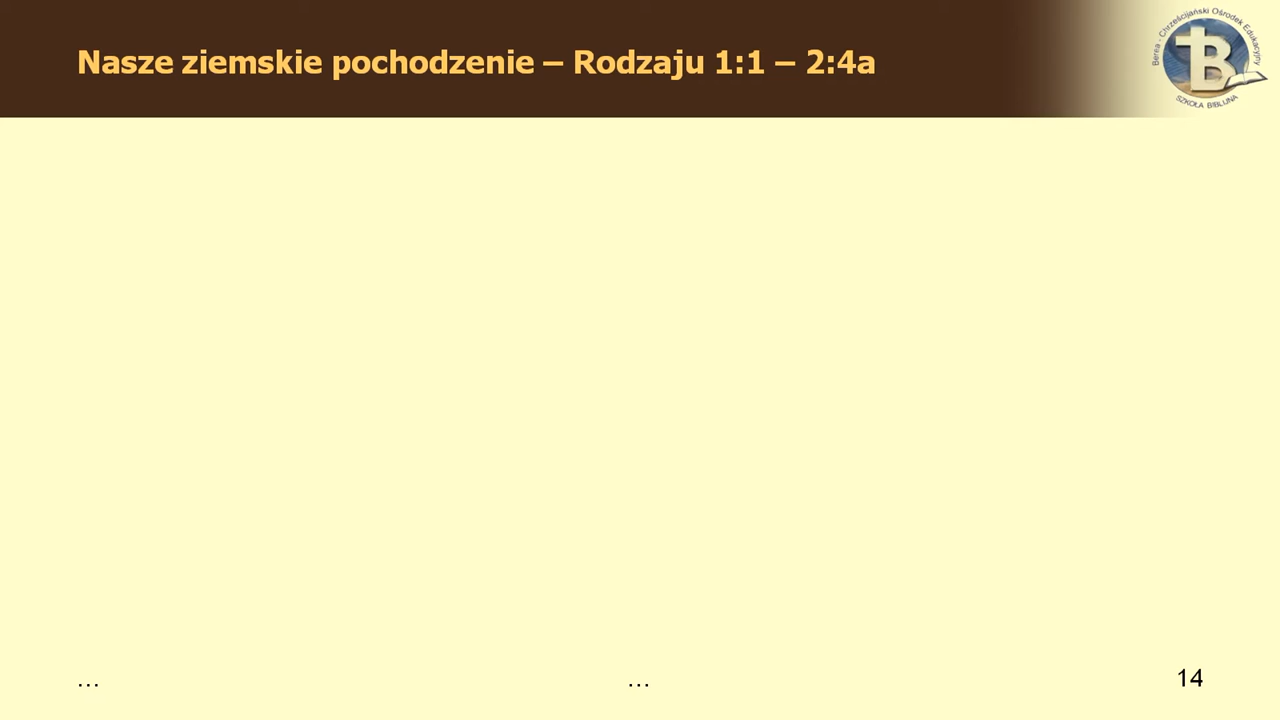 Nasze ziemskie pochodzenie – Rodzaju 1:1 – 2:4a
Berea - Chrześcijański Ośrodek Edukacyjny
B
SZKOŁA BIBLIJNA
...
...
14